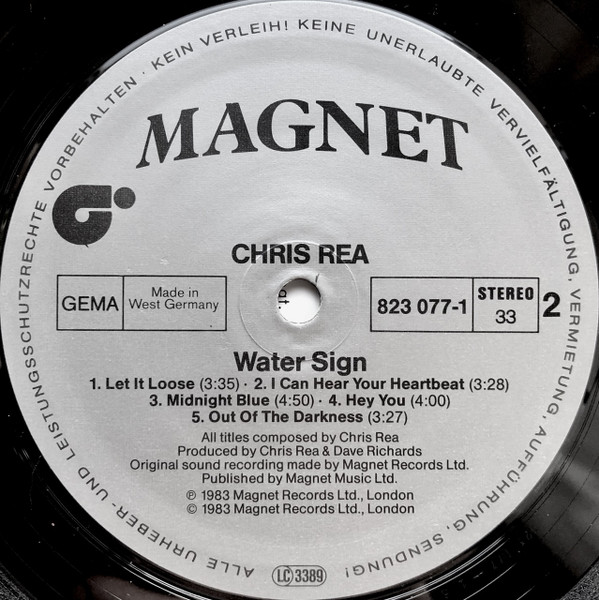 ALLE URHEBER- UND LEISTUNGSSCHUTZRECHTE VORBEHALTEN · KEIN VERLEIH! KEINE UNERLAUBTE VERVIELFÄLTIGUNG, VERMIETUNG, AUFFÜHRUNG, SENDUNG!
MAGNET
CHRIS REA
GEMA
Made in
West Germany
at.
823 077-1
STEREO
33
2
Water Sign
1. Let It Loose (3:35) · 2. I Can Hear Your Heartbeat (3:28)
3. Midnight Blue (4:50) · 4. Hey You (4:00)
5. Out Of The Darkness (3:27)
All titles composed by Chris Rea
Produced by Chris Rea & Dave Richards
Original sound recording made by Magnet Records Ltd.
Published by Magnet Music Ltd.
℗ 1983 Magnet Records Ltd., London
© 1983 Magnet Records Ltd., London
LC 3389